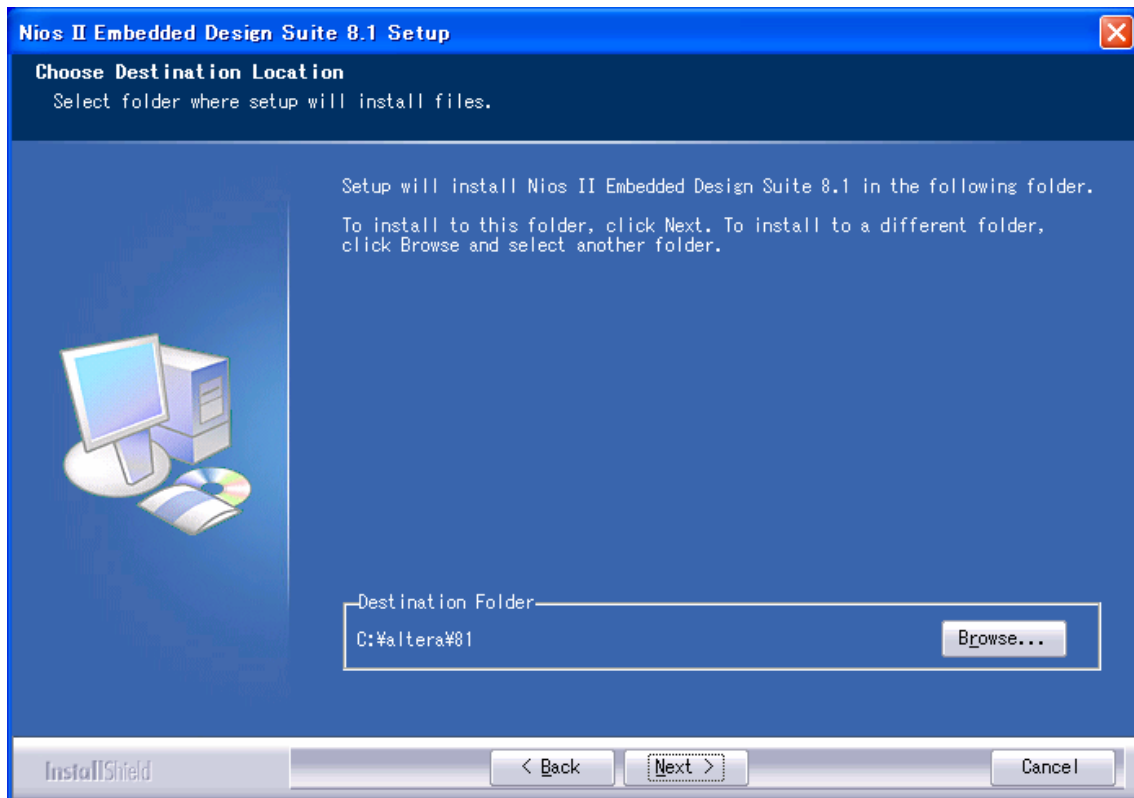 Nios II Embedded Design Suite 8.1 Setup
Choose Destination Location
Select folder where setup will install files.
Setup will install Nios II Embedded Design Suite 8.1 in the following folder.
To install to this folder, click Next. To install to a different folder,
click Browse and select another folder.
Destination Folder
C:¥altera¥81
Browse...
InstallShield
< Back
Next >
Cancel